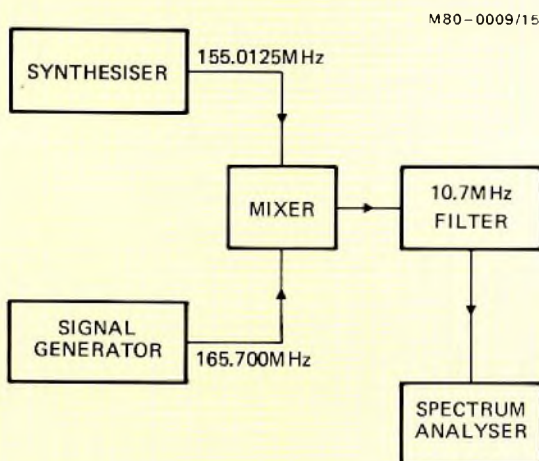 M80-0009/15
SYNTHESISER
155.0125MHz
MIXER
10.7MHz
FILTER
SIGNAL
GENERATOR
165.700MHz
SPECTRUM
ANALYSER